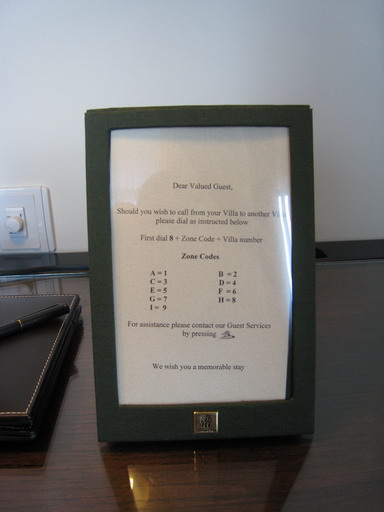 Dear Valued Guest,
Should you wish to call from your Villa to another Villa
please dial as instructed below
First dial 8 + Zone Code + Villa number
Zone Codes
A = 1 B = 2
C = 3 D = 4
E = 5 F = 6
G = 7 H = 8
I = 9
For assistance please contact our Guest Services
by pressing
We wish you a memorable stay